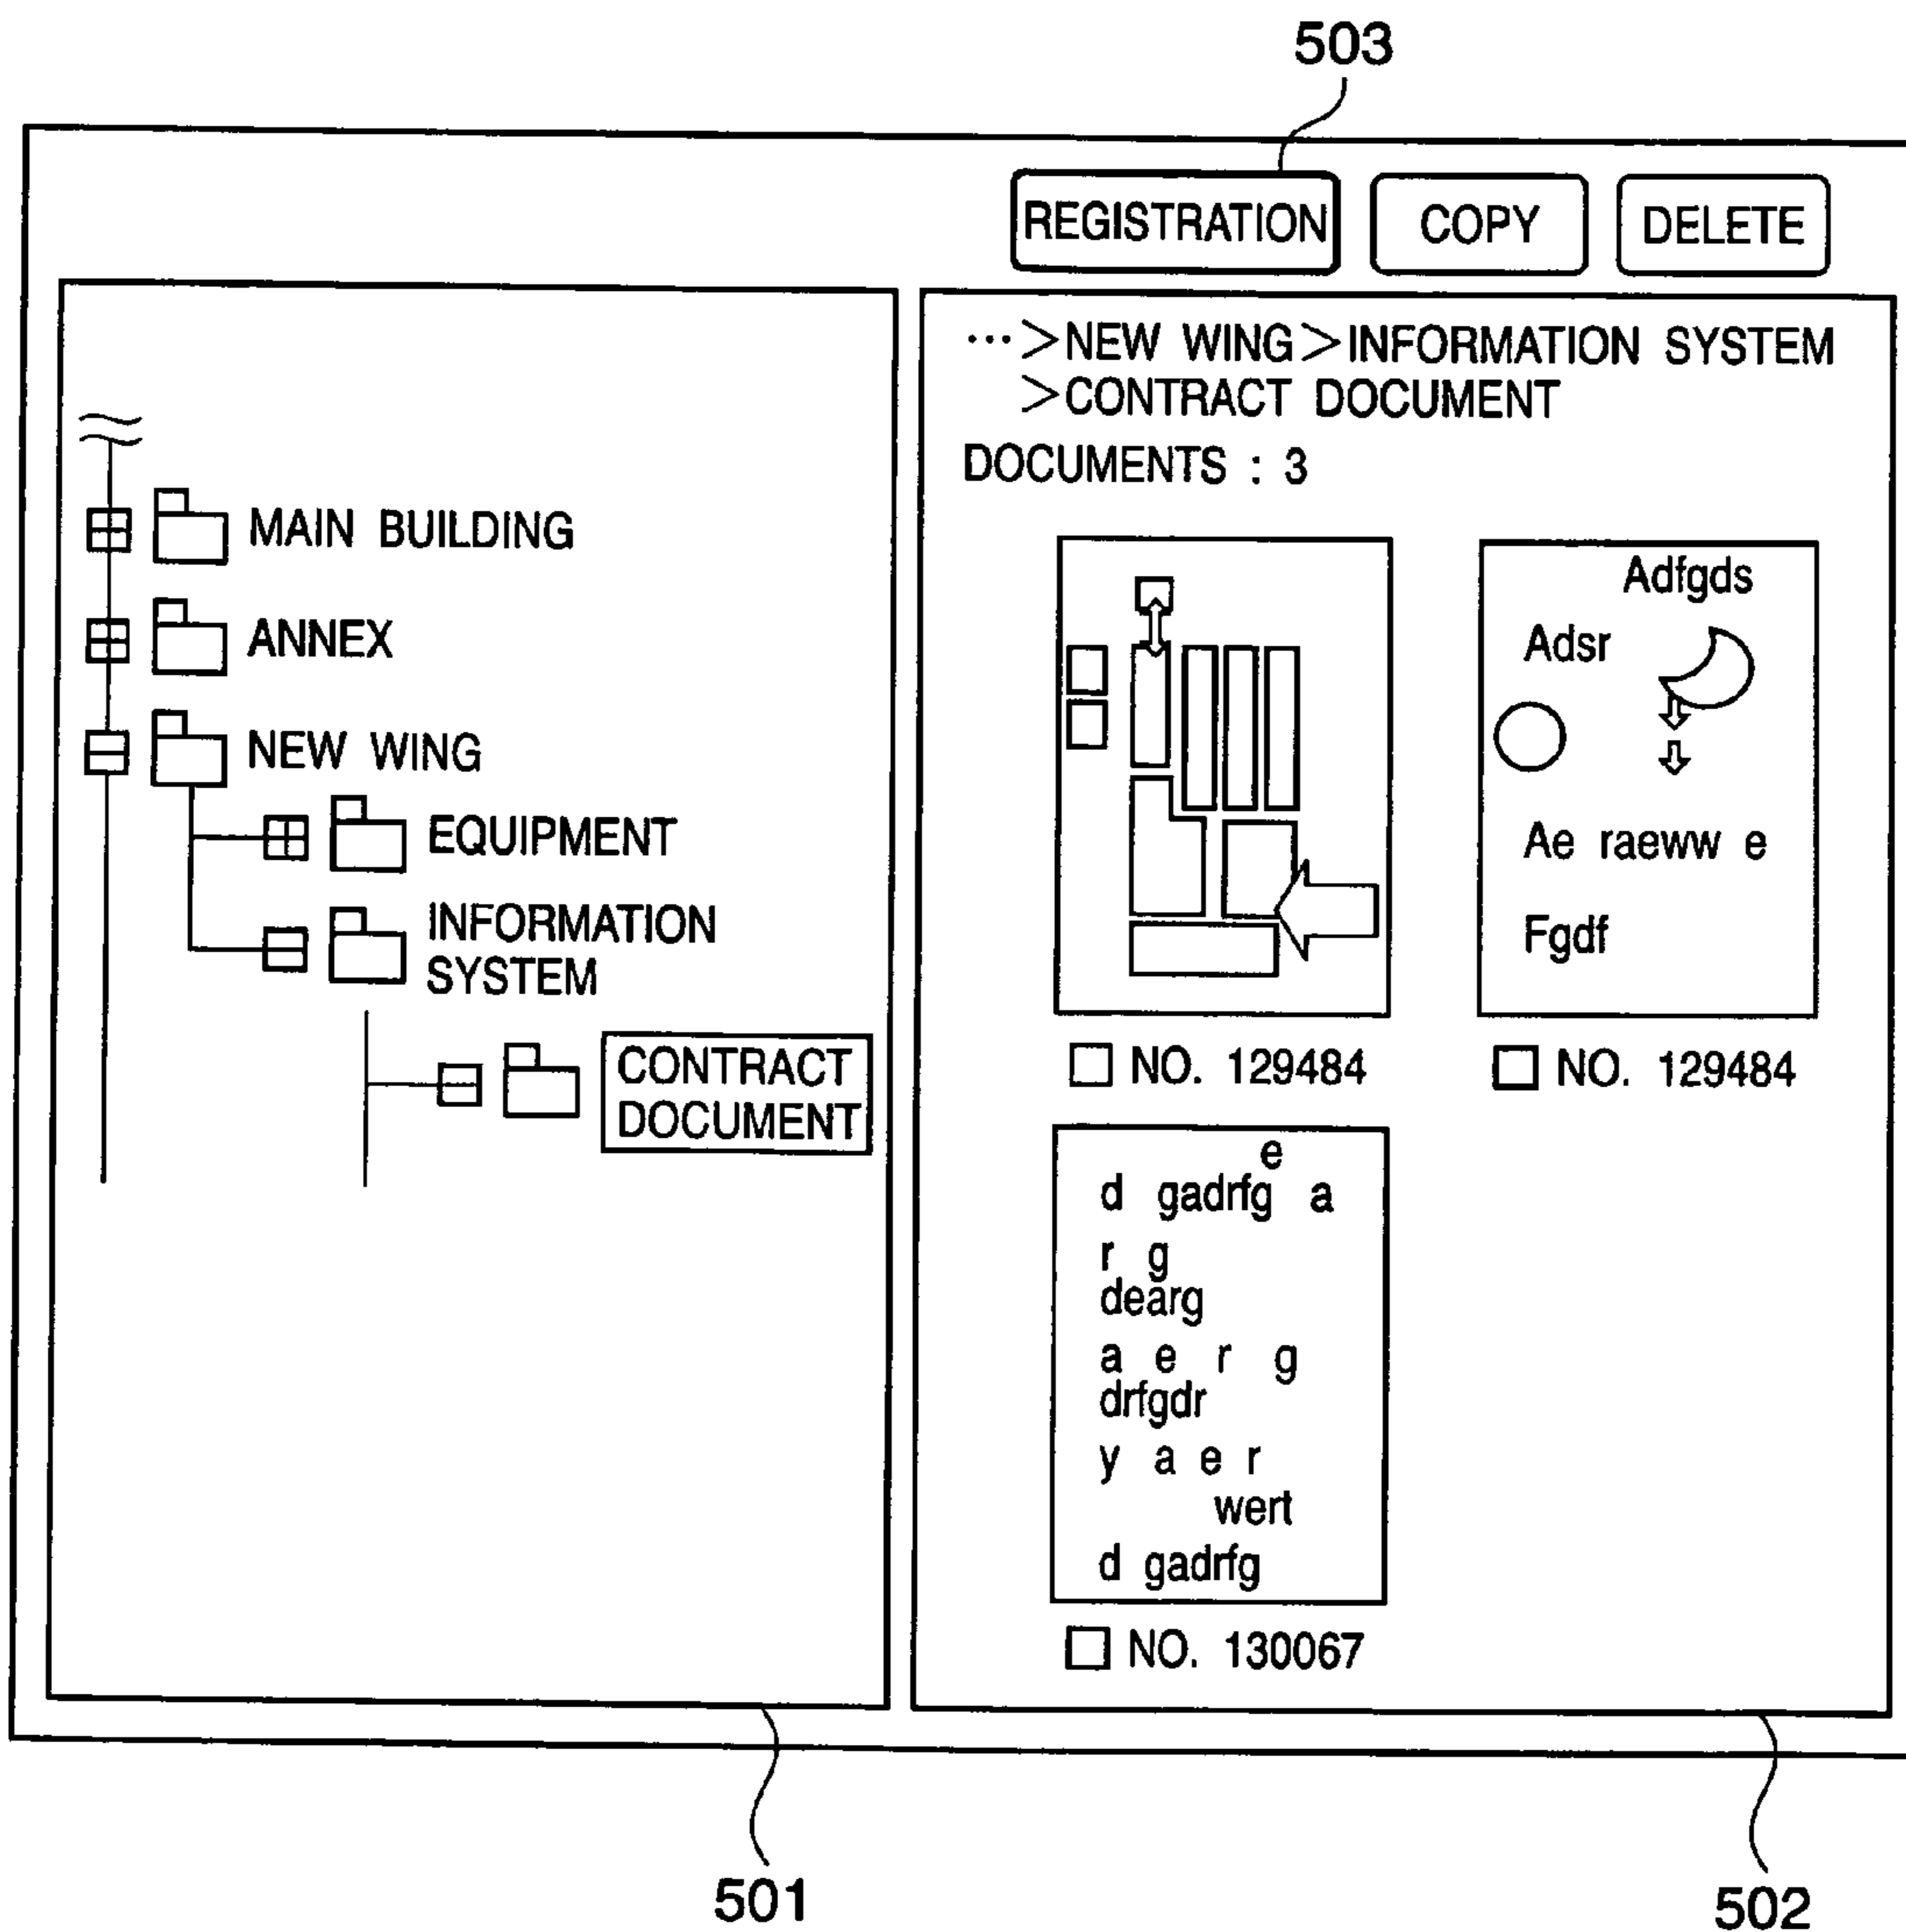 503
REGISTRATION COPY DELETE
MAIN BUILDING
ANNEX
NEW WING
EQUIPMENT
INFORMATION
SYSTEM
CONTRACT
DOCUMENT
···＞NEW WING＞INFORMATION SYSTEM
＞CONTRACT DOCUMENT
DOCUMENTS : 3
Adfgds
Adsr
Ae raeww e
Fgdf
NO. 129484
NO. 129484
e
d gadrfg a
r g
dearg
a e r g
drfgdr
y a e r
wert
d gadrfg
NO. 130067
501
502